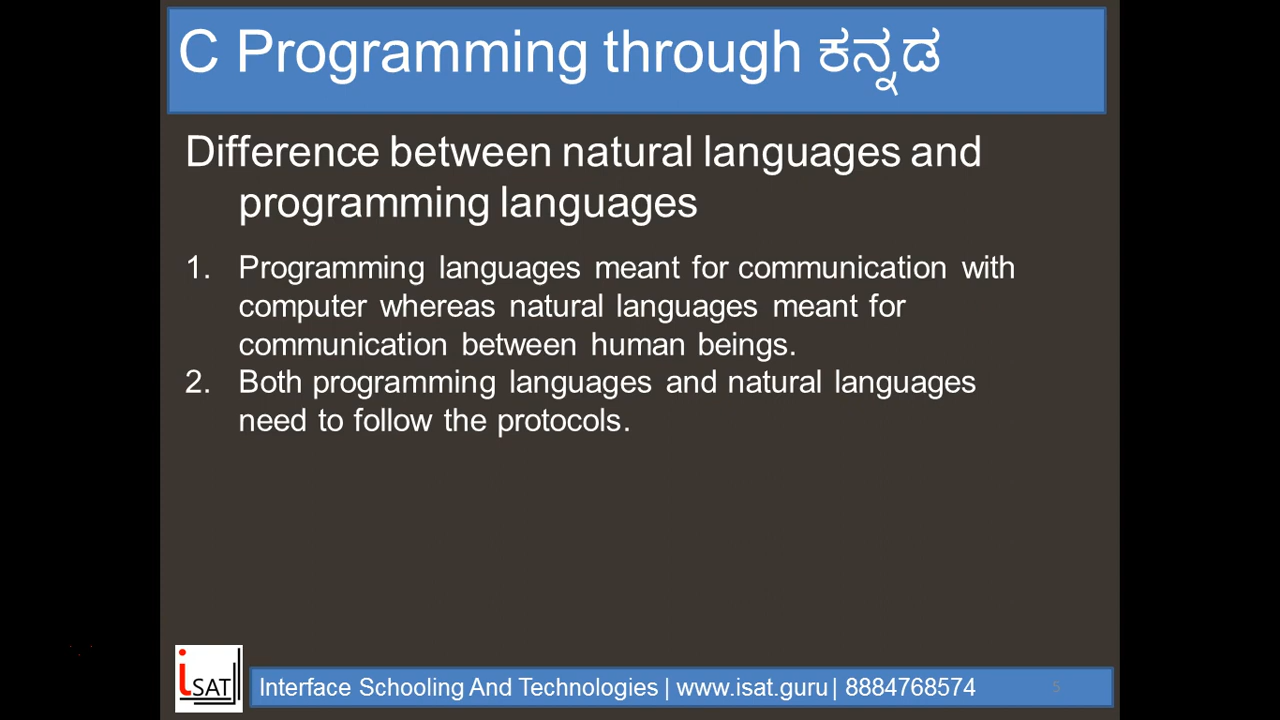 C Programming through ಕನ್ನಡ
Difference between natural languages and
programming languages
1. Programming languages meant for communication with
computer whereas natural languages meant for
communication between human beings.
2. Both programming languages and natural languages
need to follow the protocols.
iSAT
Interface Schooling And Technologies | www.isat.guru | 8884768574
5